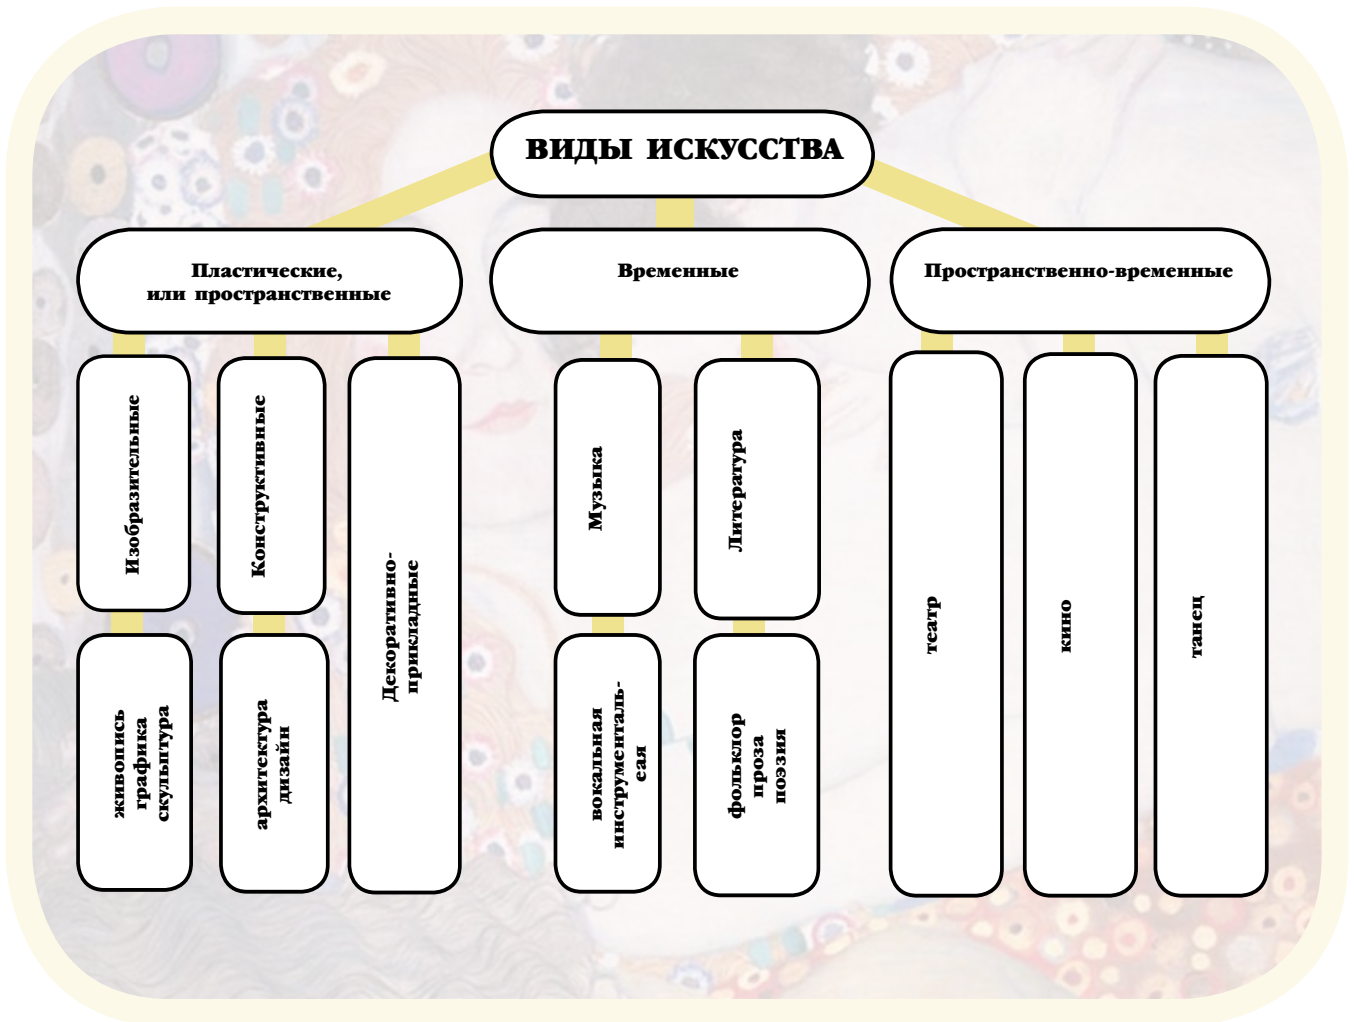 ВИДЫ ИСКУССТВА
Пластические,
или пространственные
Временные
Пространственно-временные
Изобразительные
Конструктивные
Декоративно-
прикладные
Музыка
Литература
театр
кино
танец
живопись
графика
скульптура
архитектура
дизайн
вокальная
инструменталь-
еая
фольклор
проза
поэзия